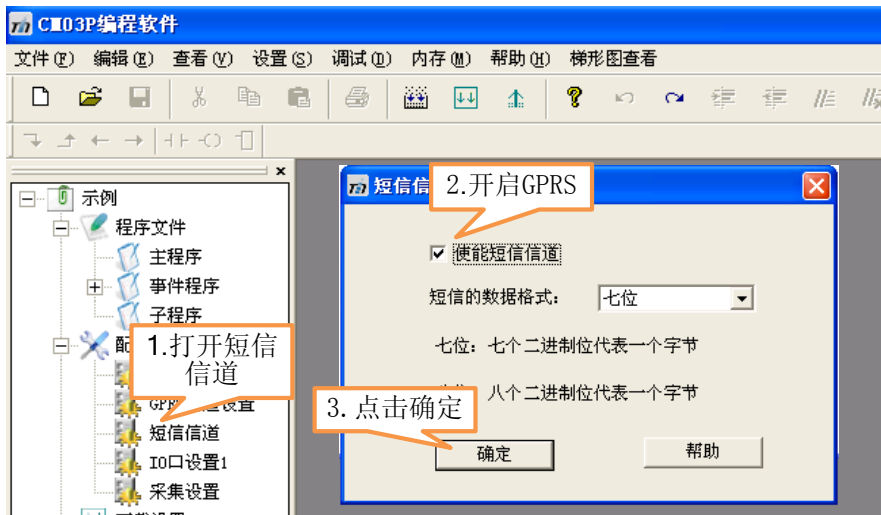 CM03P编程软件
文件(F) 编辑(E) 查看(V) 设置(S) 调试(D) 内存(M) 帮助(H) 梯形图查看
示例
程序文件
主程序
事件程序
子程序
配
1.打开短信
信道
GPR
设置
短信信道
IO口设置1
采集设置
短信信
2.开启GPRS
使能短信信道
短信的数据格式: 七位
七位: 七个二进制位代表一个字节
八个二进制位代表一个字节
3.点击确定
确定 帮助